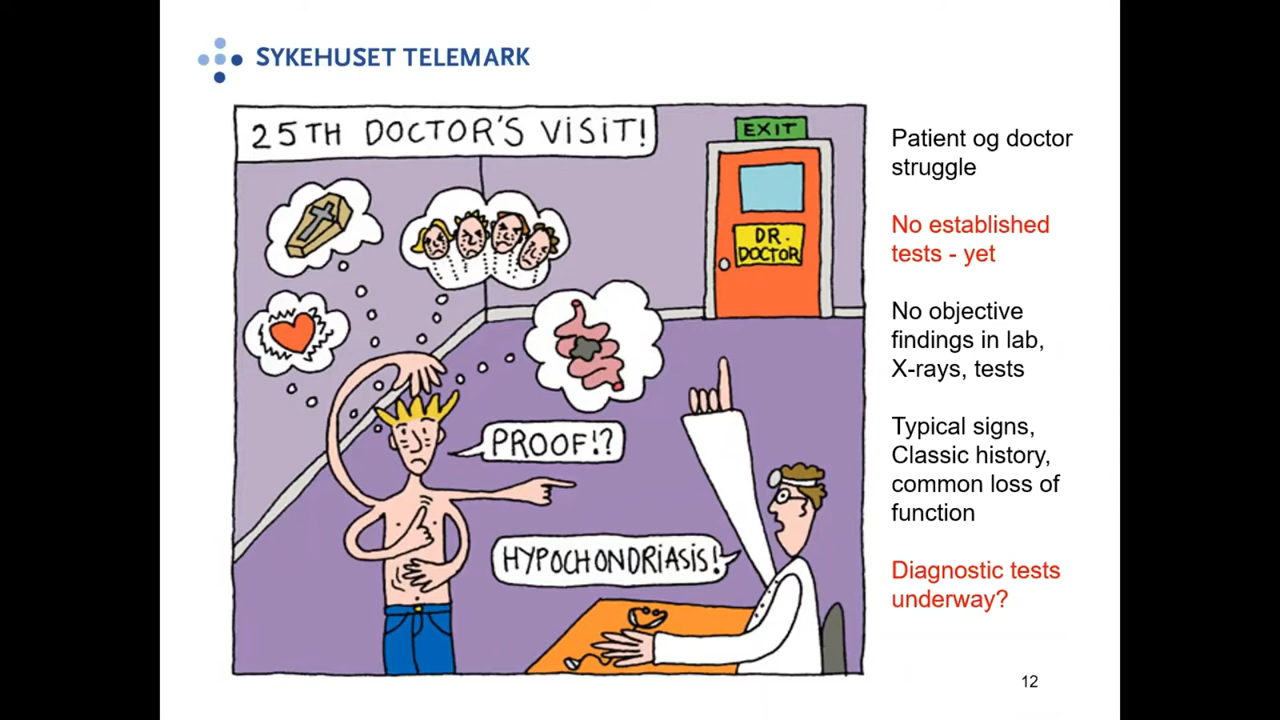 SYKEHUSET TELEMARK
25TH DOCTOR'S VISIT!
EXIT
DR.
DOCTOR
PROOF!?
HYPOCHONDRIASIS!
Patient og doctor
struggle
No established
tests - yet
No objective
findings in lab,
X-rays, tests
Typical signs,
Classic history,
common loss of
function
Diagnostic tests
underway?
12